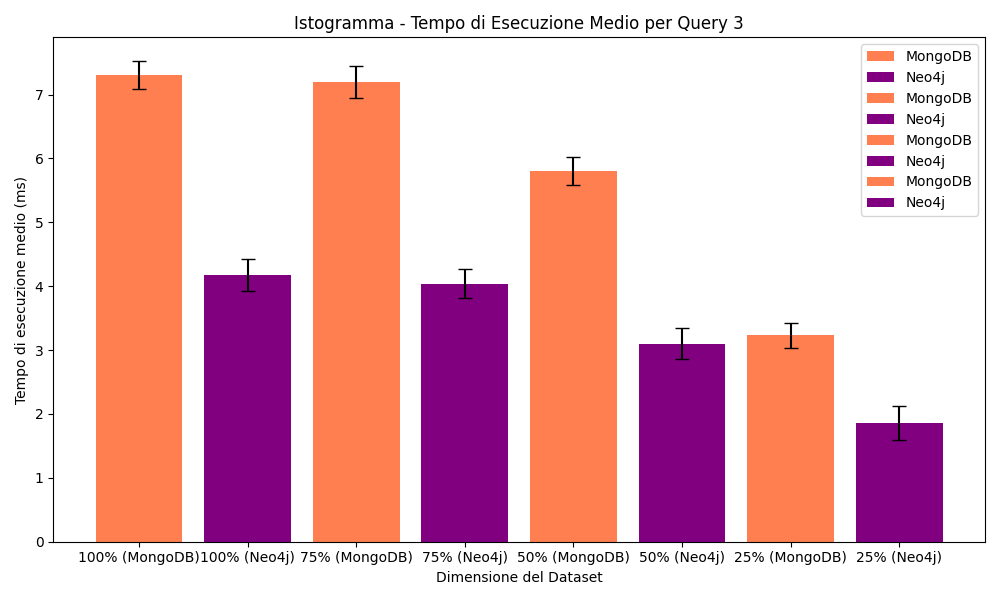 Istogramma - Tempo di Esecuzione Medio per Query 3
Tempo di esecuzione medio (ms)
7
6
5
4
3
2
1
0
MongoDB
Neo4j
MongoDB
Neo4j
MongoDB
Neo4j
MongoDB
Neo4j
100% (MongoDB) 100% (Neo4j) 75% (MongoDB) 75% (Neo4j) 50% (MongoDB) 50% (Neo4j) 25% (MongoDB) 25% (Neo4j)
Dimensione del Dataset